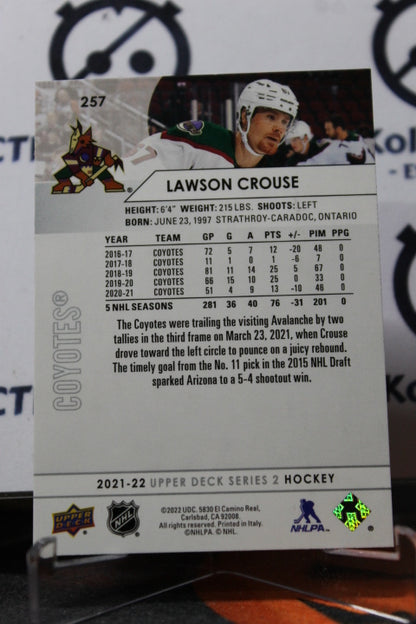 257
LAWSON CROUSE
HEIGHT: 6'4" WEIGHT: 215 LBS. SHOOTS: LEFT
BORN: JUNE 23, 1997 STRATHROY-CARADOC, ONTARIO
YEAR TEAM GP G A PTS +/- PIM PPG
2016-17 COYOTES 72 5 7 12 -20 48 0
2017-18 COYOTES 11 1 0 1 -6 7 0
2018-19 COYOTES 81 11 14 25 5 67 0
2019-20 COYOTES 66 15 10 25 0 33 0
2020-21 COYOTES 51 4 9 13 -10 46 0
5 NHL SEASONS 281 36 40 76 -31 201 0
The Coyotes were trailing the visiting Avalanche by two
tallies in the third frame on March 23, 2021, when Crouse
drove toward the left circle to pounce on a juicy rebound.
The timely goal from the No. 11 pick in the 2015 NHL Draft
sparked Arizona to a 5-4 shootout win.
COYOTES®
2021-22 UPPER DECK SERIES 2 HOCKEY
UPPER DECK
NHL
©2022 UDC. 5830 El Camino Real,
Carlsbad, CA 92008.
All rights reserved. Printed in Italy.
©NHLPA. ©NHL.
NHLPA